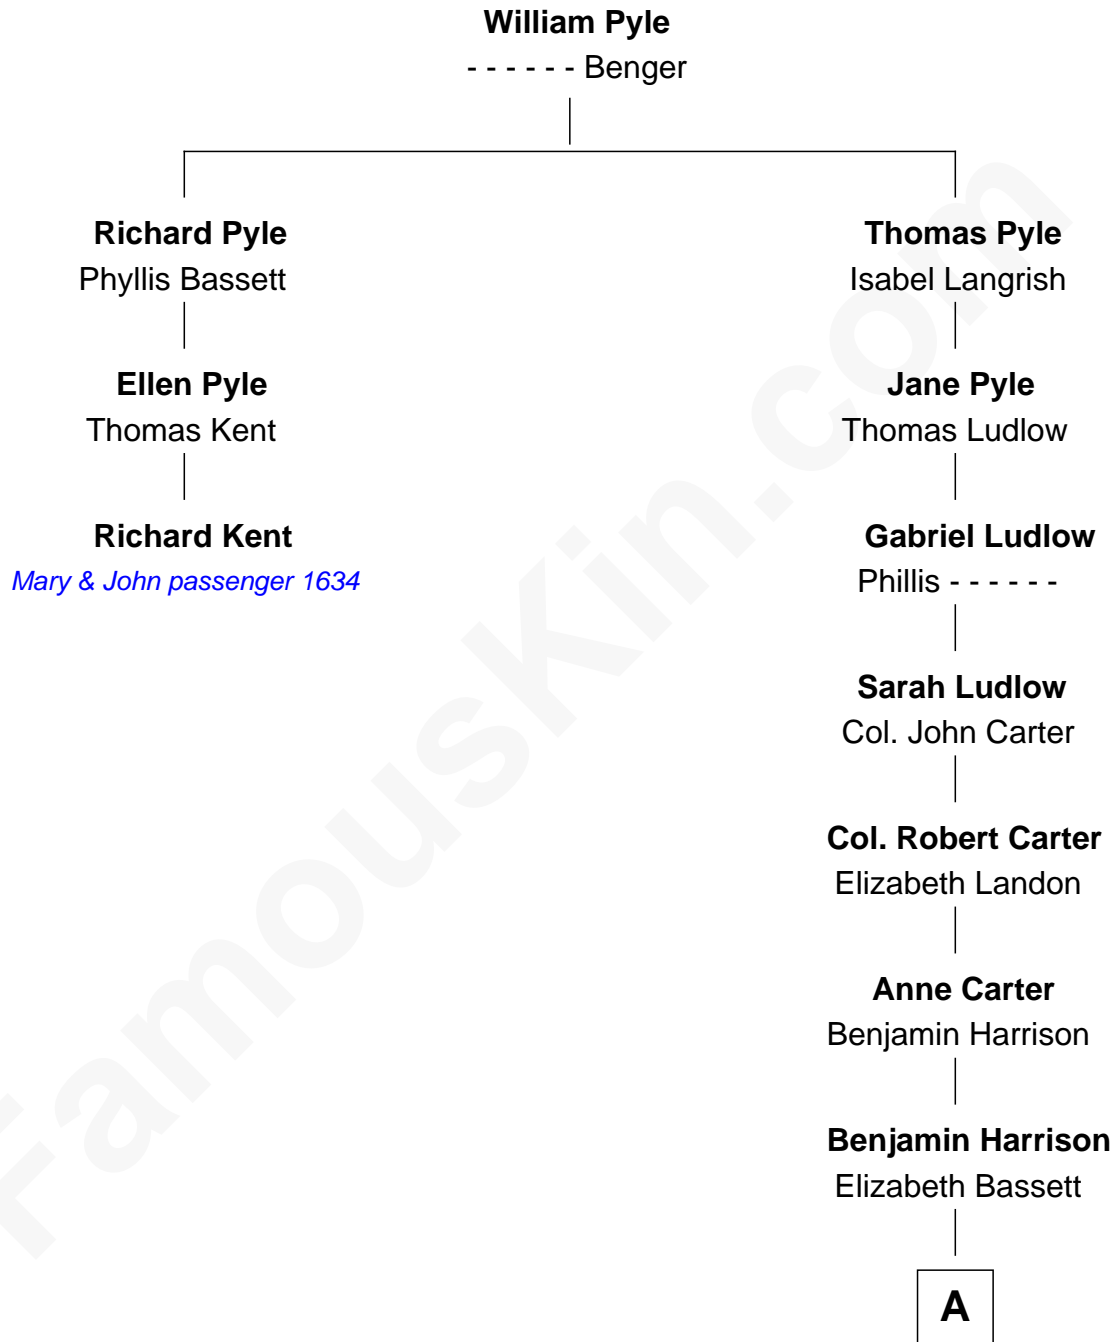 William Pyle
- - - - - - Benger
Richard Pyle
Phyllis Bassett
Ellen Pyle
Thomas Kent
Richard Kent
Mary & John passenger 1634
Thomas Pyle
Isabel Langrish
Jane Pyle
Thomas Ludlow
Gabriel Ludlow
Phillis - - - - - -
Sarah Ludlow
Col. John Carter
Col. Robert Carter
Elizabeth Landon
Anne Carter
Benjamin Harrison
Benjamin Harrison
Elizabeth Bassett
A
FamousKin.com